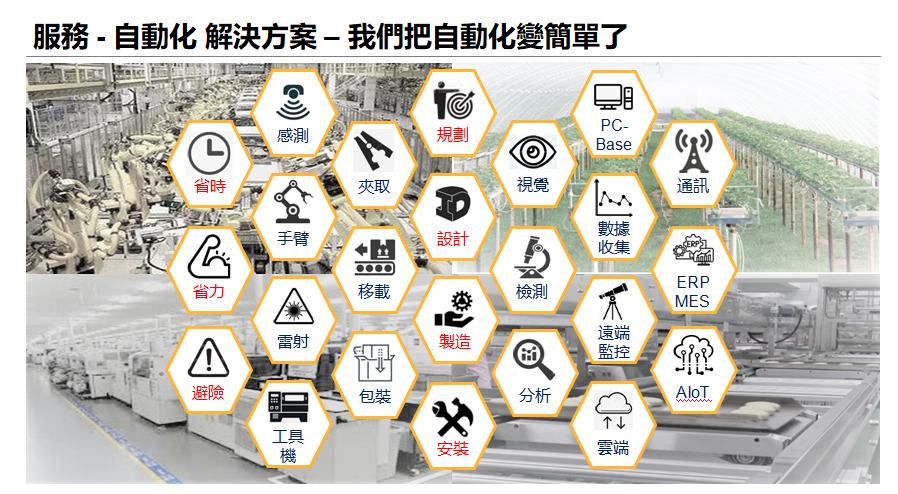 服務 - 自動化 解決方案 – 我們把自動化變簡單了
感測
規劃
PC-
Base
省時
夾取
視覺
通訊
手臂
設計
數據
收集
省力
移載
檢測
ERP
ERP
MES
雷射
製造
遠端
監控
避險
包裝
分析
AIoT
工具
機
安裝
雲端